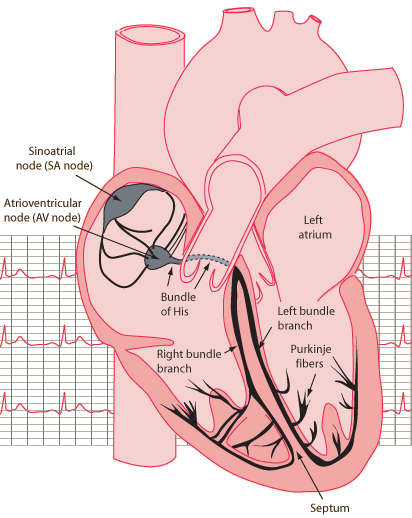 Sinoatrial
node (SA node)
Atrioventricular
node (AV node)
Left
atrium
Bundle
of His
Left bundle
branch
Right bundle
branch
Purkinje
fibers
Septum